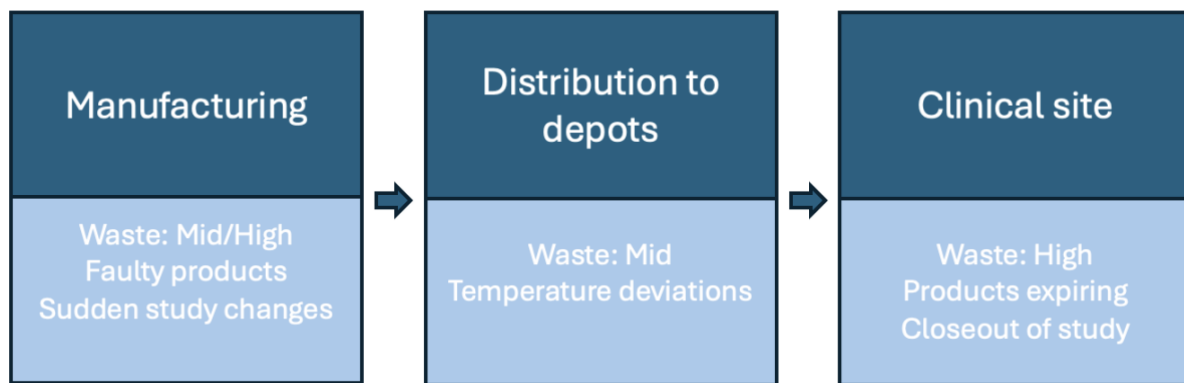 Manufacturing
Waste: Mid/High
Faulty products
Sudden study changes
Distribution to
depots
Waste: Mid
Temperature deviations
Clinical site
Waste: High
Products expiring
Closeout of study